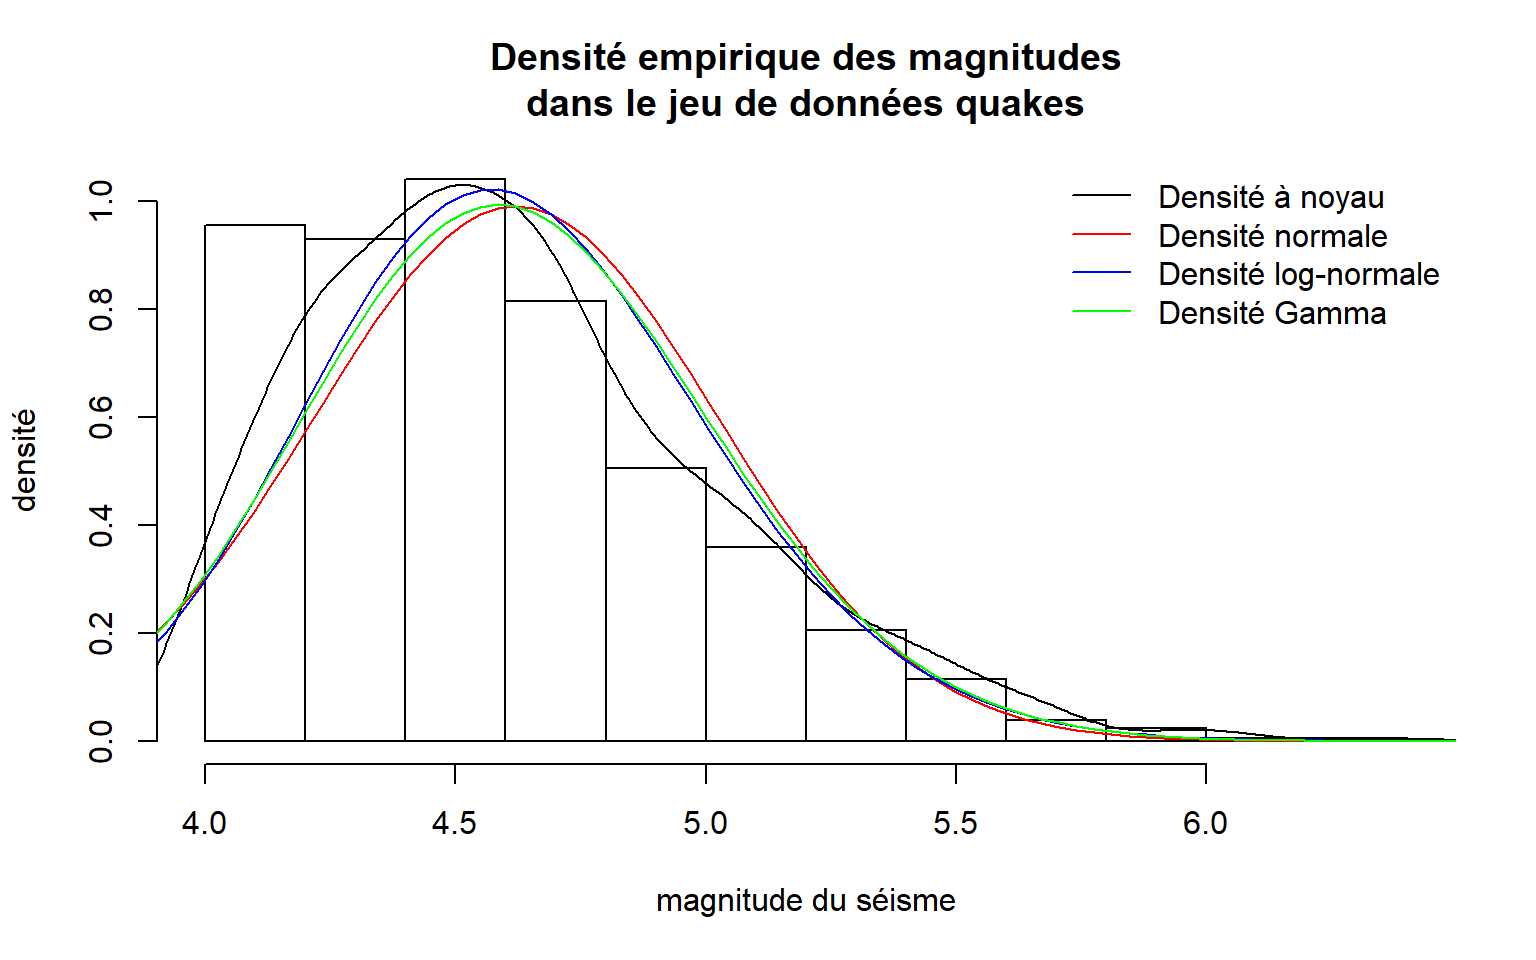 Densité empirique des magnitudes
dans le jeu de données quakes
Densité à noyau
Densité normale
Densité log-normale
Densité Gamma
densité
1.0
0.8
0.6
0.4
0.2
0.0
4.0
4.5
5.0
5.5
6.0
magnitude du séisme